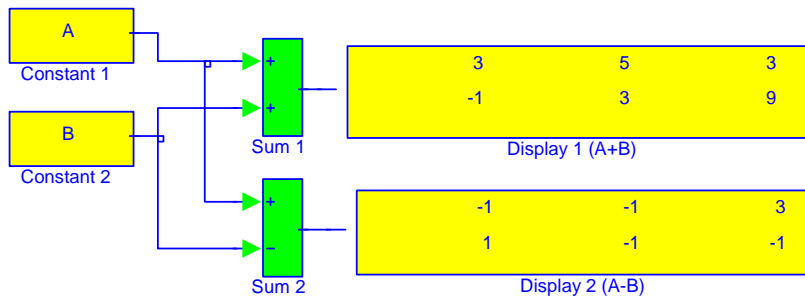 A
Constant 1
B
Constant 2
+
+
Sum 1
3 5 3
-1 3 9
Display 1 (A+B)
+
−
Sum 2
-1 -1 3
1 -1 -1
Display 2 (A-B)